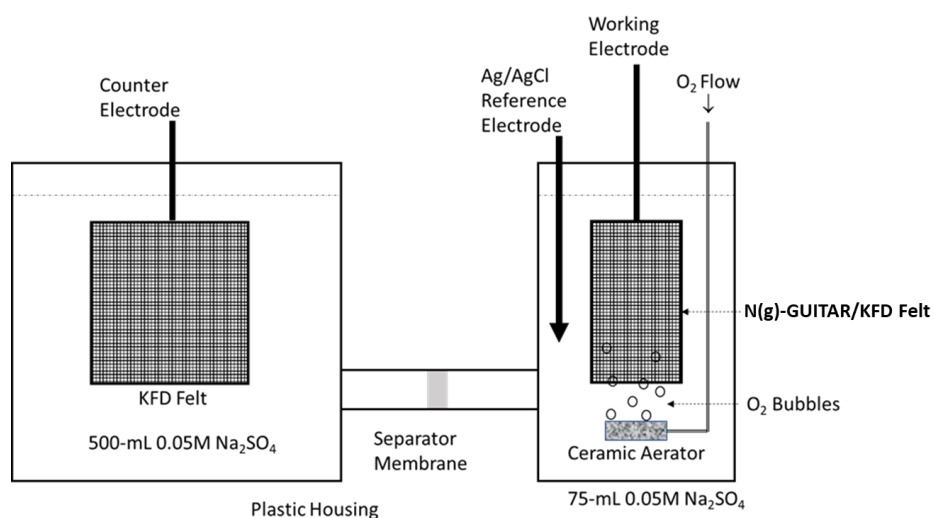 Counter
Electrode
KFD Felt
500-mL 0.05M Na₂SO₄
Plastic Housing
Separator
Membrane
Ag/AgCl
Reference
Electrode
Working
Electrode
O₂ Flow
N(g)-GUITAR/KFD Felt
O₂ Bubbles
Ceramic Aerator
75-mL 0.05M Na₂SO₄